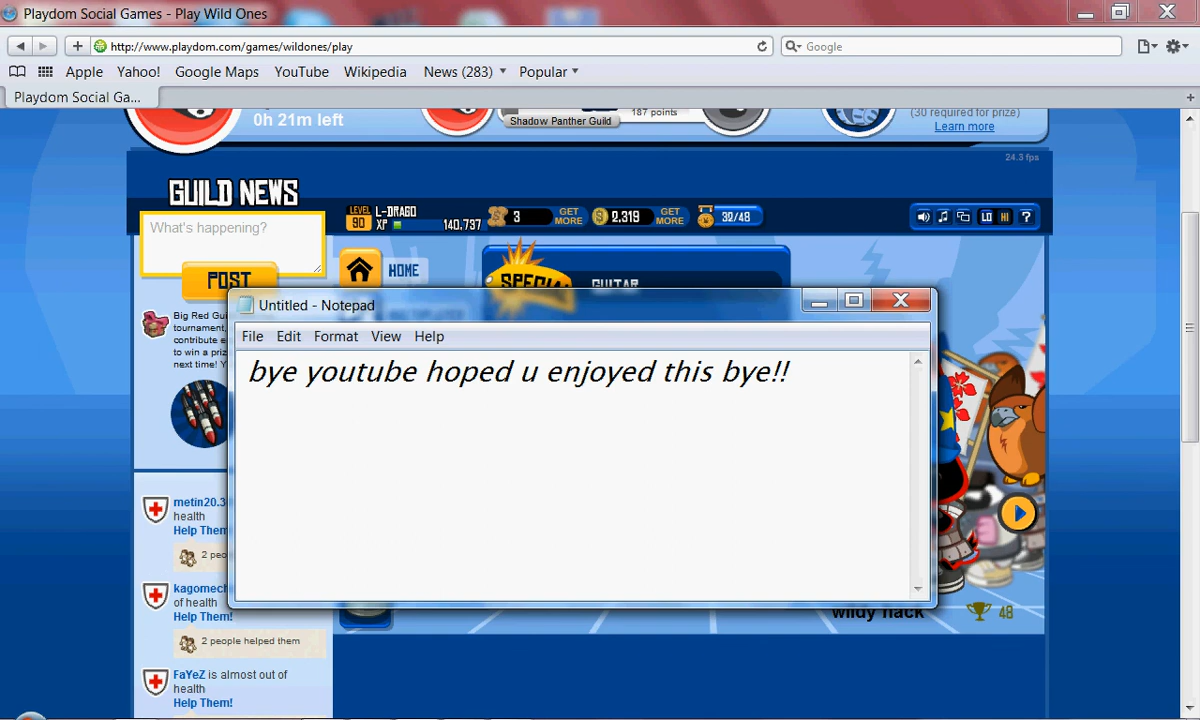 Playdom Social Games - Play Wild Ones
http://www.playdom.com/games/wildones/play
Google
Apple Yahoo! Google Maps YouTube Wikipedia News (283) Popular
Playdom Social Ga...
0h 21m left
Shadow Panther Guild
187 points
(30 required for prize)
Learn more
24.3 fps
GUILD NEWS
What's happening?
POST
LEVEL 90
L-DRAGO
XP 140,737
3 GET MORE
2,319 GET MORE
32/48
LO HI ?
HOME
SPECIAL
GUITAR
Untitled - Notepad
File Edit Format View Help
bye youtube hoped u enjoyed this bye!!
Big Red Gui
tournament,
contribute e
to win a priz
next time! Y
metin20.3
health
Help Them
2 peo
kagomech
of health
Help Them!
2 people helped them
FaYeZ is almost out of
health
Help Them!
wildy hack
48